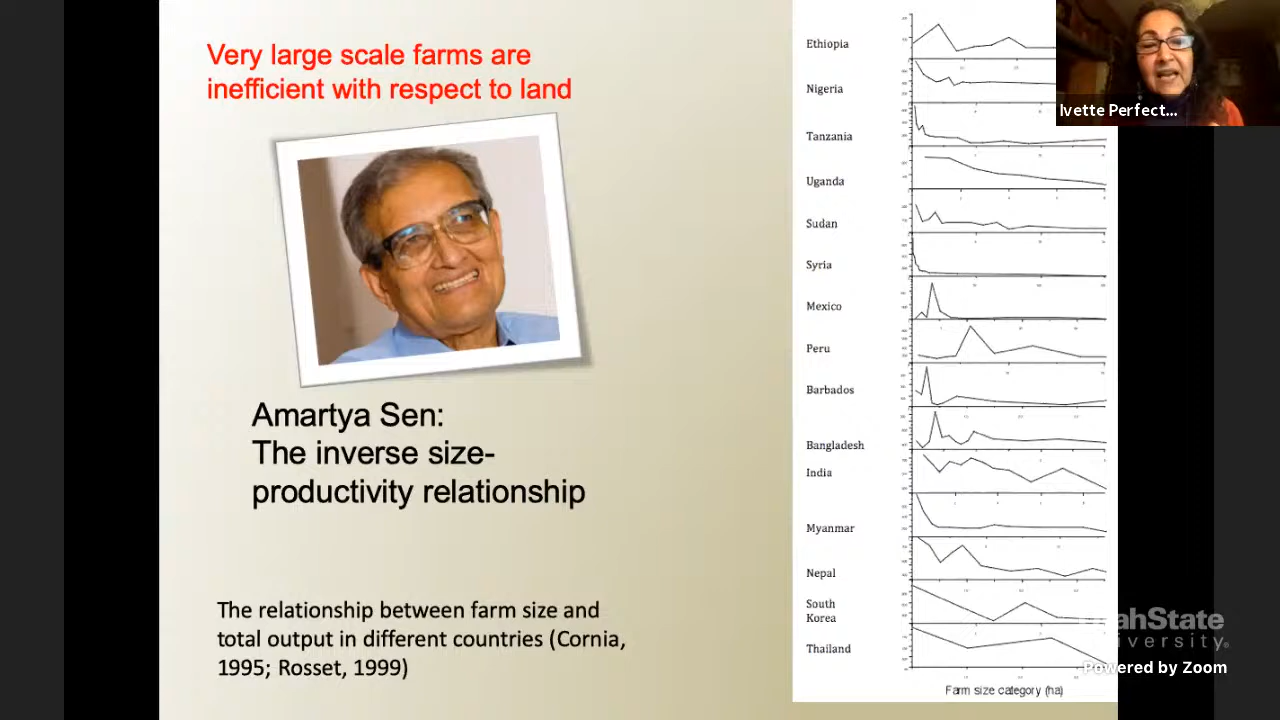 Very large scale farms are
inefficient with respect to land
Amartya Sen:
The inverse size-
productivity relationship
The relationship between farm size and
total output in different countries (Cornia,
1995; Rosset, 1999)
Ethiopia
Nigeria
Tanzania
Uganda
Sudan
Syria
Mexico
Peru
Barbados
Bangladesh
India
Myanmar
Nepal
South
Korea
Thailand
Farm size category (ha)
Ivette Perfect...
ahState
University
Powered by Zoom